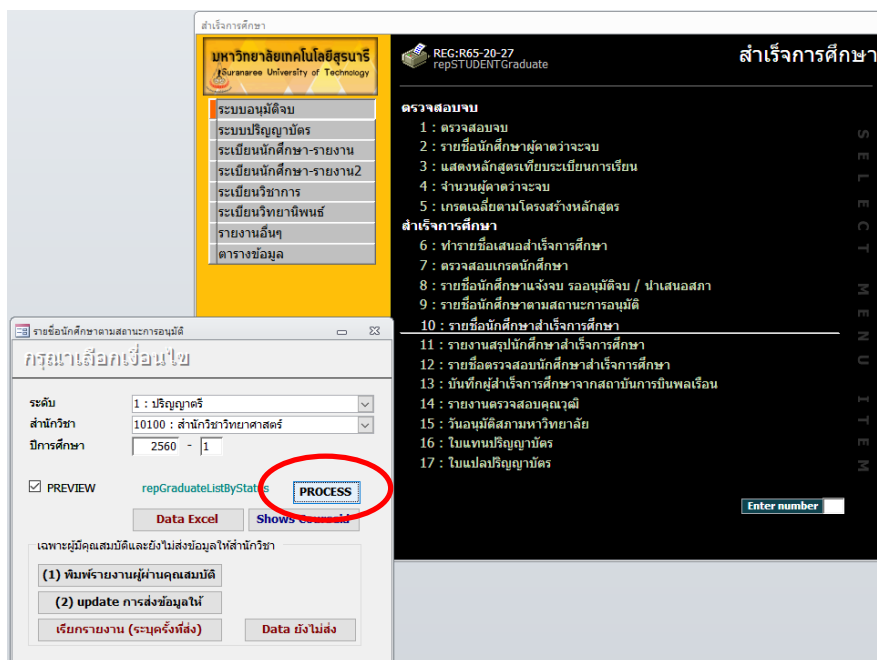 สำเร็จการศึกษา
มหาวิทยาลัยเทคโนโลยีสุรนารี
Suranaree University of Technology
REG:R65-20-27
repSTUDENTGraduate
สำเร็จการศึกษา
ระบบอนุมัติจบ
ระบบปริญญาบัตร
ระเบียนนักศึกษา-รายงาน
ระเบียนนักศึกษา-รายงาน2
ระเบียนวิชาการ
ระเบียนวิทยานิพนธ์
รายงานอื่นๆ
ตารางข้อมูล
ตรวจสอบจบ
1 : ตรวจสอบจบ
2 : รายชื่อนักศึกษาผู้คาดว่าจะจบ
3 : แสดงหลักสูตรเทียบระเบียนการเรียน
4 : จำนวนผู้คาดว่าจะจบ
5 : เกรดเฉลี่ยตามโครงสร้างหลักสูตร
สำเร็จการศึกษา
6 : ทำรายชื่อเสนอสำเร็จการศึกษา
7 : ตรวจสอบเกรดนักศึกษา
8 : รายชื่อนักศึกษาแจ้งจบ รออนุมัติจบ / นำเสนอสภา
9 : รายชื่อนักศึกษาตามสถานะการอนุมัติ
10 : รายชื่อนักศึกษาสำเร็จการศึกษา
11 : รายงานสรุปนักศึกษาสำเร็จการศึกษา
12 : รายชื่อตรวจสอบนักศึกษาสำเร็จการศึกษา
13 : บันทึกผู้สำเร็จการศึกษาจากสถาบันการบินพลเรือน
14 : รายงานตรวจสอบคุณวุฒิ
15 : วันอนุมัติสภามหาวิทยาลัย
16 : ใบแทนปริญญาบัตร
17 : ใบแปลปริญญาบัตร
SELECT MENU ITEM
Enter number
รายชื่อนักศึกษาตามสถานะการอนุมัติ
กรุณาเลือกเงื่อนไข
ระดับ 1 : ปริญญาตรี
สำนักวิชา 10100 : สำนักวิชาวิทยาศาสตร์
ปีการศึกษา 2560 - 1
PREVIEW repGraduateListByStatus PROCESS
Data Excel Shows Courseid
เฉพาะผู้มีคุณสมบัติและยังไม่ส่งข้อมูลให้สำนักวิชา
(1) พิมพ์รายงานผู้ผ่านคุณสมบัติ
(2) update การส่งข้อมูลให้
เรียกรายงาน (ระบุครั้งที่ส่ง) Data ยังไม่ส่ง